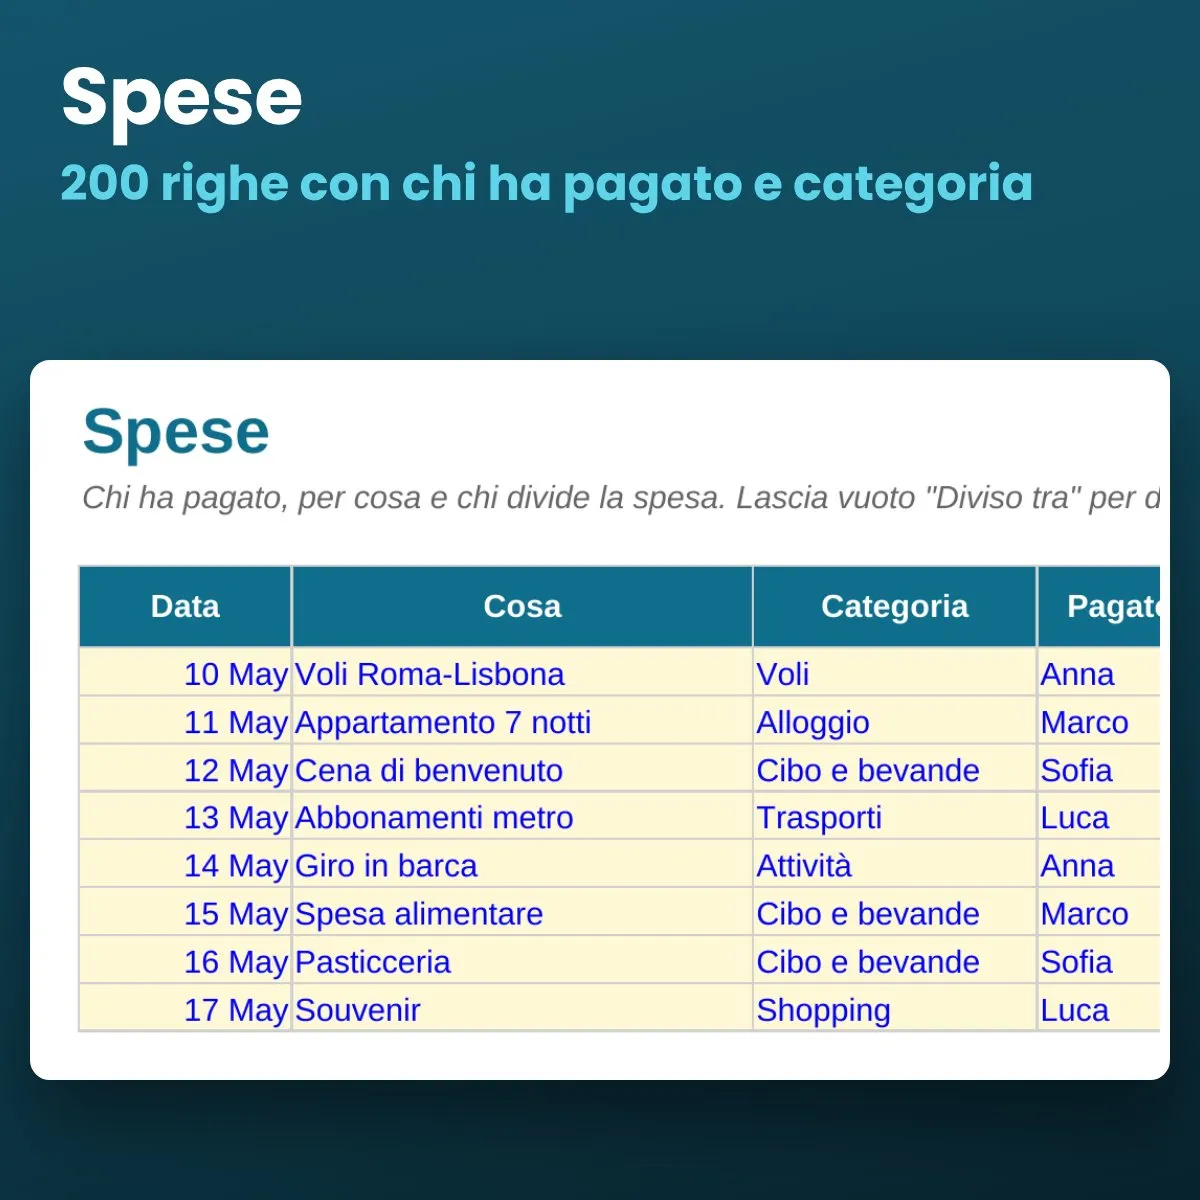 Spese
200 righe con chi ha pagato e categoria
Spese
Chi ha pagato, per cosa e chi divide la spesa. Lascia vuoto "Diviso tra" per d
Data Cosa Categoria Pagato
10 May Voli Roma-Lisbona Voli Anna
11 May Appartamento 7 notti Alloggio Marco
12 May Cena di benvenuto Cibo e bevande Sofia
13 May Abbonamenti metro Trasporti Luca
14 May Giro in barca Attività Anna
15 May Spesa alimentare Cibo e bevande Marco
16 May Pasticceria Cibo e bevande Sofia
17 May Souvenir Shopping Luca